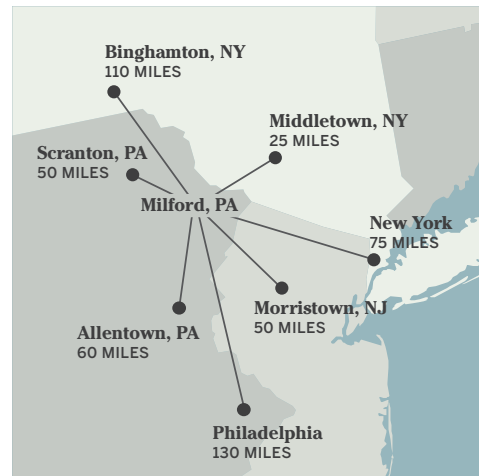 Binghamton, NY
110 MILES
Middletown, NY
25 MILES
Scranton, PA
50 MILES
Milford, PA
New York
75 MILES
Morristown, NJ
50 MILES
Allentown, PA
60 MILES
Philadelphia
130 MILES